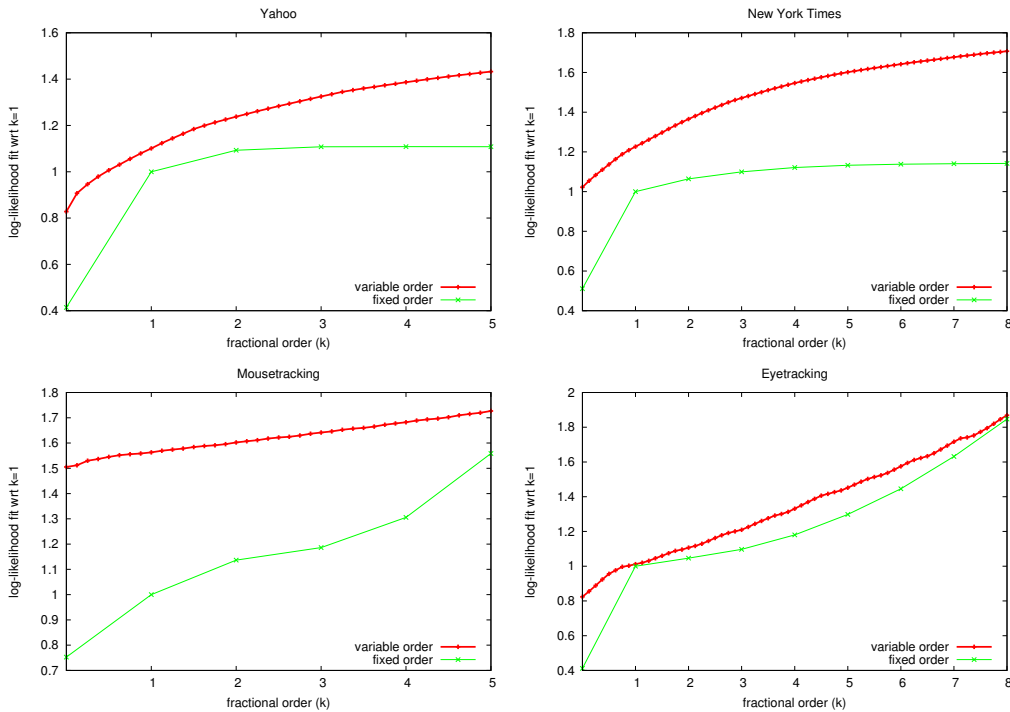 Yahoo
1.6
1.4
1.2
1
0.8
0.6
0.4
log-likelihood fit wrt k=1
variable order
fixed order
1 2 3 4 5
fractional order (k)
New York Times
1.8
1.6
1.4
1.2
1
0.8
0.6
0.4
log-likelihood fit wrt k=1
variable order
fixed order
1 2 3 4 5 6 7 8
fractional order (k)
Mousetracking
1.8
1.7
1.6
1.5
1.4
1.3
1.2
1.1
1
0.9
0.8
0.7
log-likelihood fit wrt k=1
variable order
fixed order
1 2 3 4 5
fractional order (k)
Eyetracking
2
1.8
1.6
1.4
1.2
1
0.8
0.6
0.4
log-likelihood fit wrt k=1
variable order
fixed order
1 2 3 4 5 6 7 8
fractional order (k)